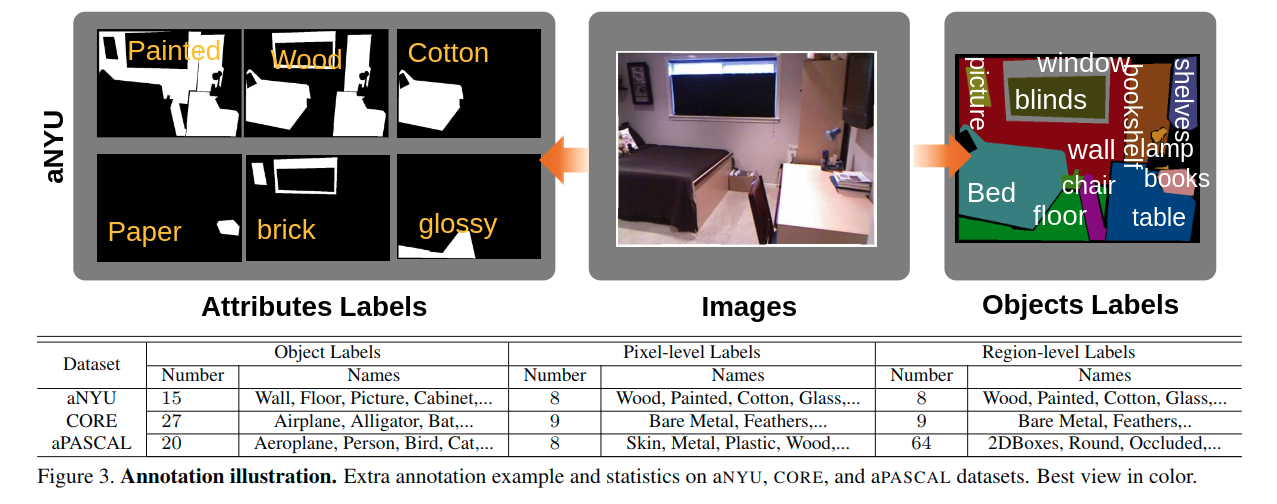 aNYU
Painted
Wood
Cotton
Paper
brick
glossy
picture
window
blinds
bookshelf
shelves
wall
lamp
Bed
chair
books
floor
table
Attributes Labels
Images
Objects Labels
Dataset Object Labels Pixel-level Labels Region-level Labels
Number Names Number Names Number Names
aNYU 15 Wall, Floor, Picture, Cabinet,... 8 Wood, Painted, Cotton, Glass,... 8 Wood, Painted, Cotton, Glass,...
CORE 27 Airplane, Alligator, Bat,... 9 Bare Metal, Feathers,... 9 Bare Metal, Feathers,..
aPASCAL 20 Aeroplane, Person, Bird, Cat,... 8 Skin, Metal, Plastic, Wood,... 64 2DBoxes, Round, Occluded,...
Figure 3. Annotation illustration. Extra annotation example and statistics on aNYU, CORE, and aPASCAL datasets. Best view in color.